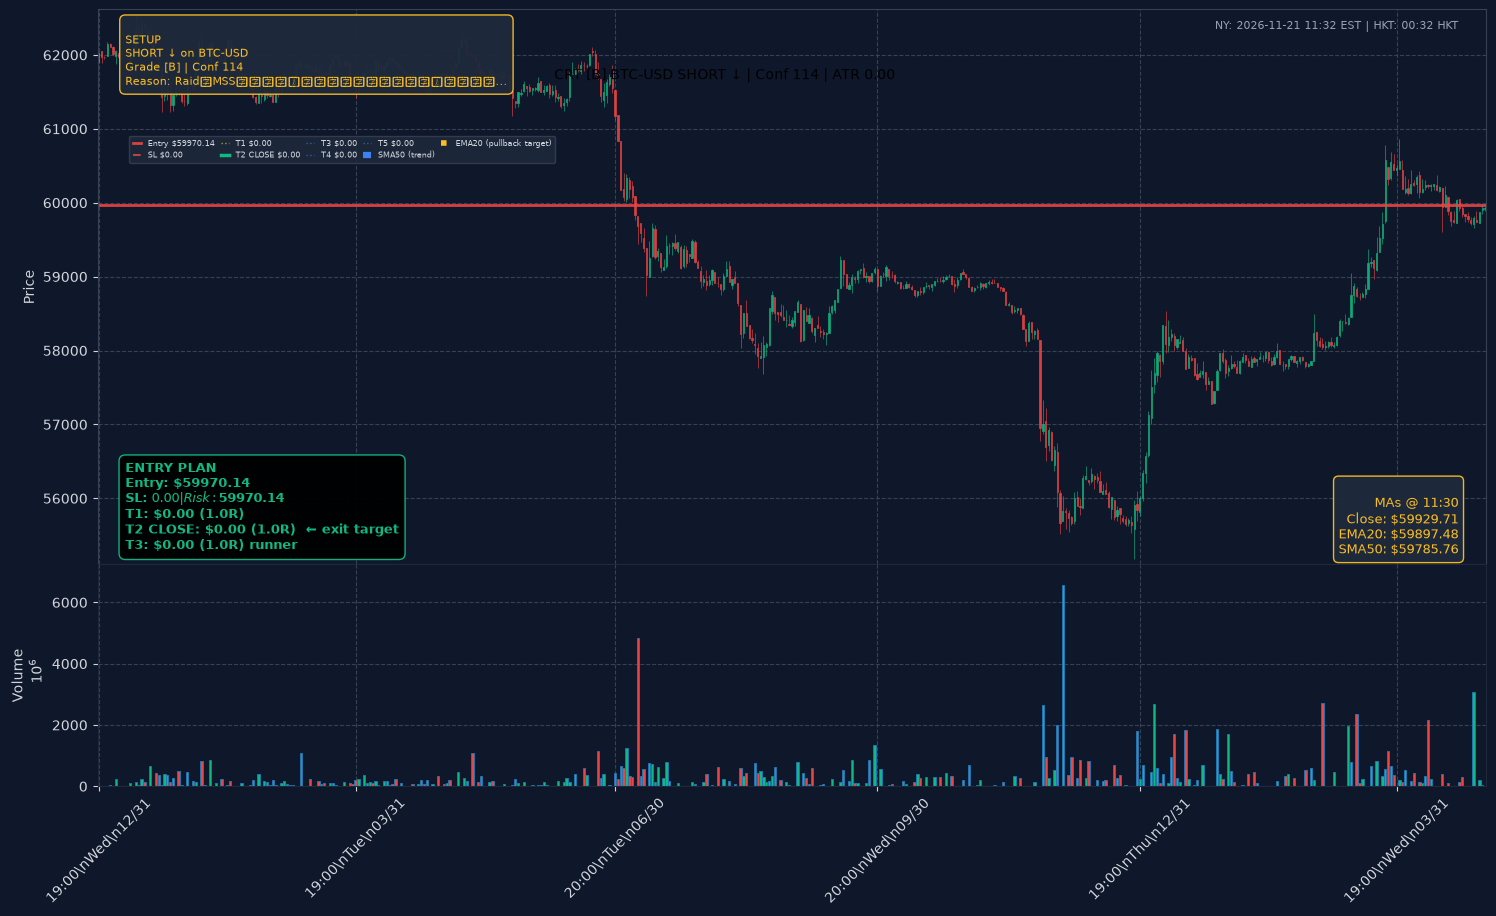 SETUP
SHORT ↓ on BTC-USD
Grade [B] | Conf 114
Reason: Raid MSS ...
NY: 2026-11-21 11:32 EST | HKT: 00:32 HKT
[B] BTC-USD SHORT ↓ | Conf 114 | ATR 0.00
Entry $59970.14
SL $0.00
T1 $0.00
T2 CLOSE $0.00
T3 $0.00
T4 $0.00
T5 $0.00
SMA50 (trend)
EMA20 (pullback target)
Price
62000
61000
60000
59000
58000
57000
56000
ENTRY PLAN
Entry: $59970.14
SL: 0.00|Risk:59970.14
T1: $0.00 (1.0R)
T2 CLOSE: $0.00 (1.0R) ← exit target
T3: $0.00 (1.0R) runner
MAs @ 11:30
Close: $59929.71
EMA20: $59897.48
SMA50: $59785.76
Volume
10⁶
6000
4000
2000
0
19:00\nWed\n12/31
19:00\nTue\n03/31
20:00\nTue\n06/30
20:00\nWed\n09/30
19:00\nThu\n12/31
19:00\nWed\n03/31